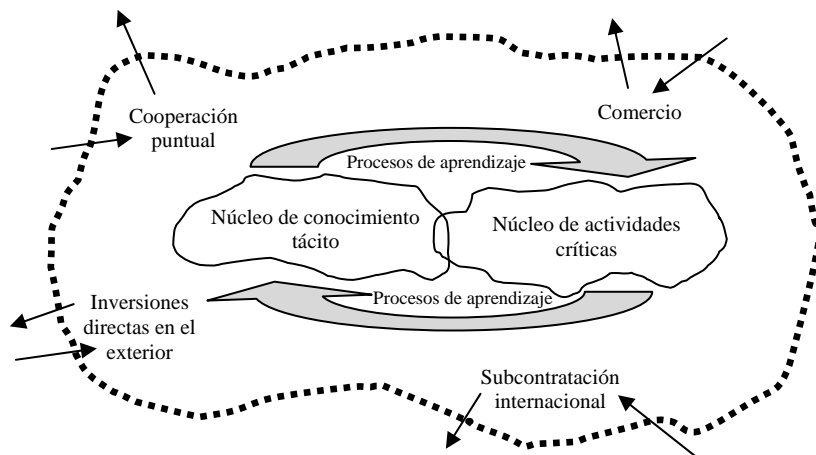 Cooperación
puntual
Comercio
Procesos de aprendizaje
Núcleo de conocimiento
tácito
Núcleo de actividades
críticas
Procesos de aprendizaje
Inversiones
directas en el
exterior
Subcontratación
internacional